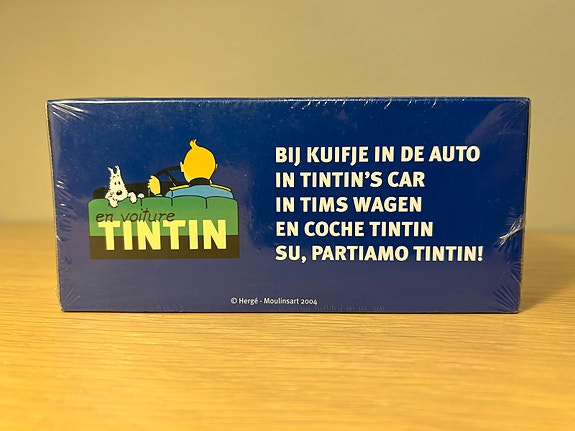 en voiture
TINTIN
BIJ KUIFJE IN DE AUTO
IN TINTIN'S CAR
IN TIMS WAGEN
EN COCHE TINTIN
SU, PARTIAMO TINTIN!
© Hergé - Moulinsart 2004